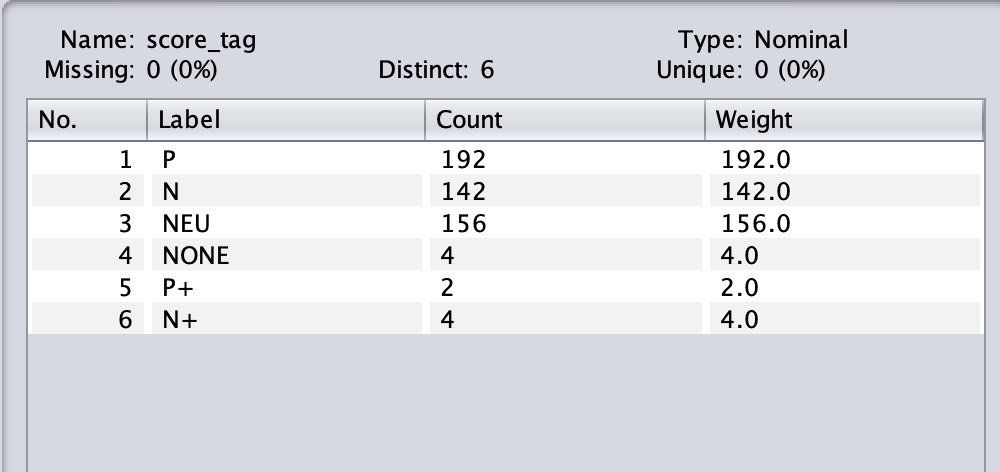 Name: score_tag Type: Nominal
Missing: 0 (0%) Distinct: 6 Unique: 0 (0%)
No. Label Count Weight
1 P 192 192.0
2 N 142 142.0
3 NEU 156 156.0
4 NONE 4 4.0
5 P+ 2 2.0
6 N+ 4 4.0